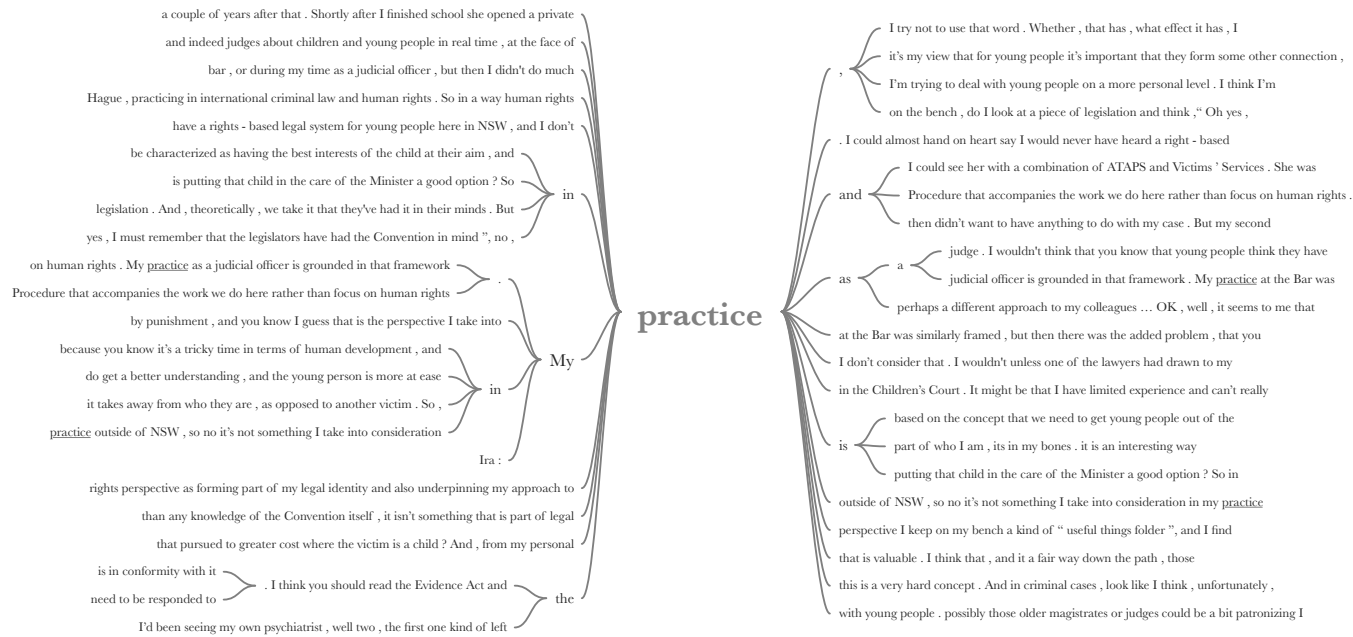 a couple of years after that . Shortly after I finished school she opened a private
and indeed judges about children and young people in real time , at the face of
bar , or during my time as a judicial officer , but then I didn't do much
Hague , practicing in international criminal law and human rights . So in a way human rights
have a rights - based legal system for young people here in NSW , and I don't
be characterized as having the best interests of the child at their aim , and
is putting that child in the care of the Minister a good option ? So
in
legislation . And , theoretically , we take it that they've had it in their minds . But
yes , I must remember that the legislators have had the Convention in mind ”, no ,
on human rights . My practice as a judicial officer is grounded in that framework
.
Procedure that accompanies the work we do here rather than focus on human rights
by punishment , and you know I guess that is the perspective I take into
because you know it’s a tricky time in terms of human development , and
My
do get a better understanding , and the young person is more at ease
in
it takes away from who they are , as opposed to another victim . So ,
practice outside of NSW , so no it’s not something I take into consideration
Ira :
rights perspective as forming part of my legal identity and also underpinning my approach to
than any knowledge of the Convention itself , it isn’t something that is part of legal
that pursued to greater cost where the victim is a child ? And , from my personal
is in conformity with it
. I think you should read the Evidence Act and
need to be responded to
the
I’d been seeing my own psychiatrist , well two , the first one kind of left
practice
,
I try not to use that word . Whether , that has , what effect it has , I
it’s my view that for young people it’s important that they form some other connection ,
I’m trying to deal with young people on a more personal level . I think I’m
on the bench , do I look at a piece of legislation and think ,“ Oh yes ,
. I could almost hand on heart say I would never have heard a right - based
and
I could see her with a combination of ATAPS and Victims ’ Services . She was
Procedure that accompanies the work we do here rather than focus on human rights .
then didn’t want to have anything to do with my case . But my second
as
a
judge . I wouldn't think that you know that young people think they have
judicial officer is grounded in that framework . My practice at the Bar was
perhaps a different approach to my colleagues … OK , well , it seems to me that
at the Bar was similarly framed , but then there was the added problem , that you
I don’t consider that . I wouldn't unless one of the lawyers had drawn to my
in the Children’s Court . It might be that I have limited experience and can’t really
is
based on the concept that we need to get young people out of the
part of who I am , its in my bones . it is an interesting way
putting that child in the care of the Minister a good option ? So in
outside of NSW , so no it’s not something I take into consideration in my practice
perspective I keep on my bench a kind of “ useful things folder ”, and I find
that is valuable . I think that , and it a fair way down the path , those
this is a very hard concept . And in criminal cases , look like I think , unfortunately ,
with young people . possibly those older magistrates or judges could be a bit patronizing I